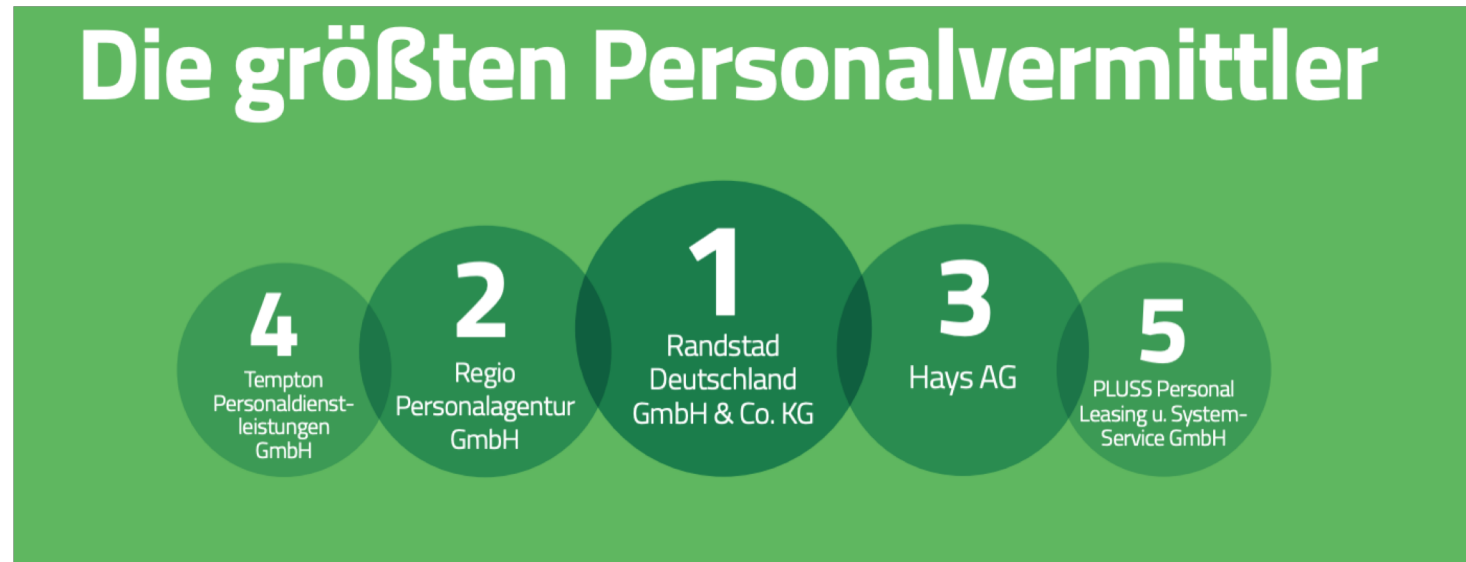 Die größten Personalvermittler
4
Tempton
Personaldienst-
leistungen
GmbH
2
Regio
Personalagentur
GmbH
1
Randstad
Deutschland
GmbH & Co. KG
3
Hays AG
5
PLUSS Personal
Leasing u. System-
Service GmbH